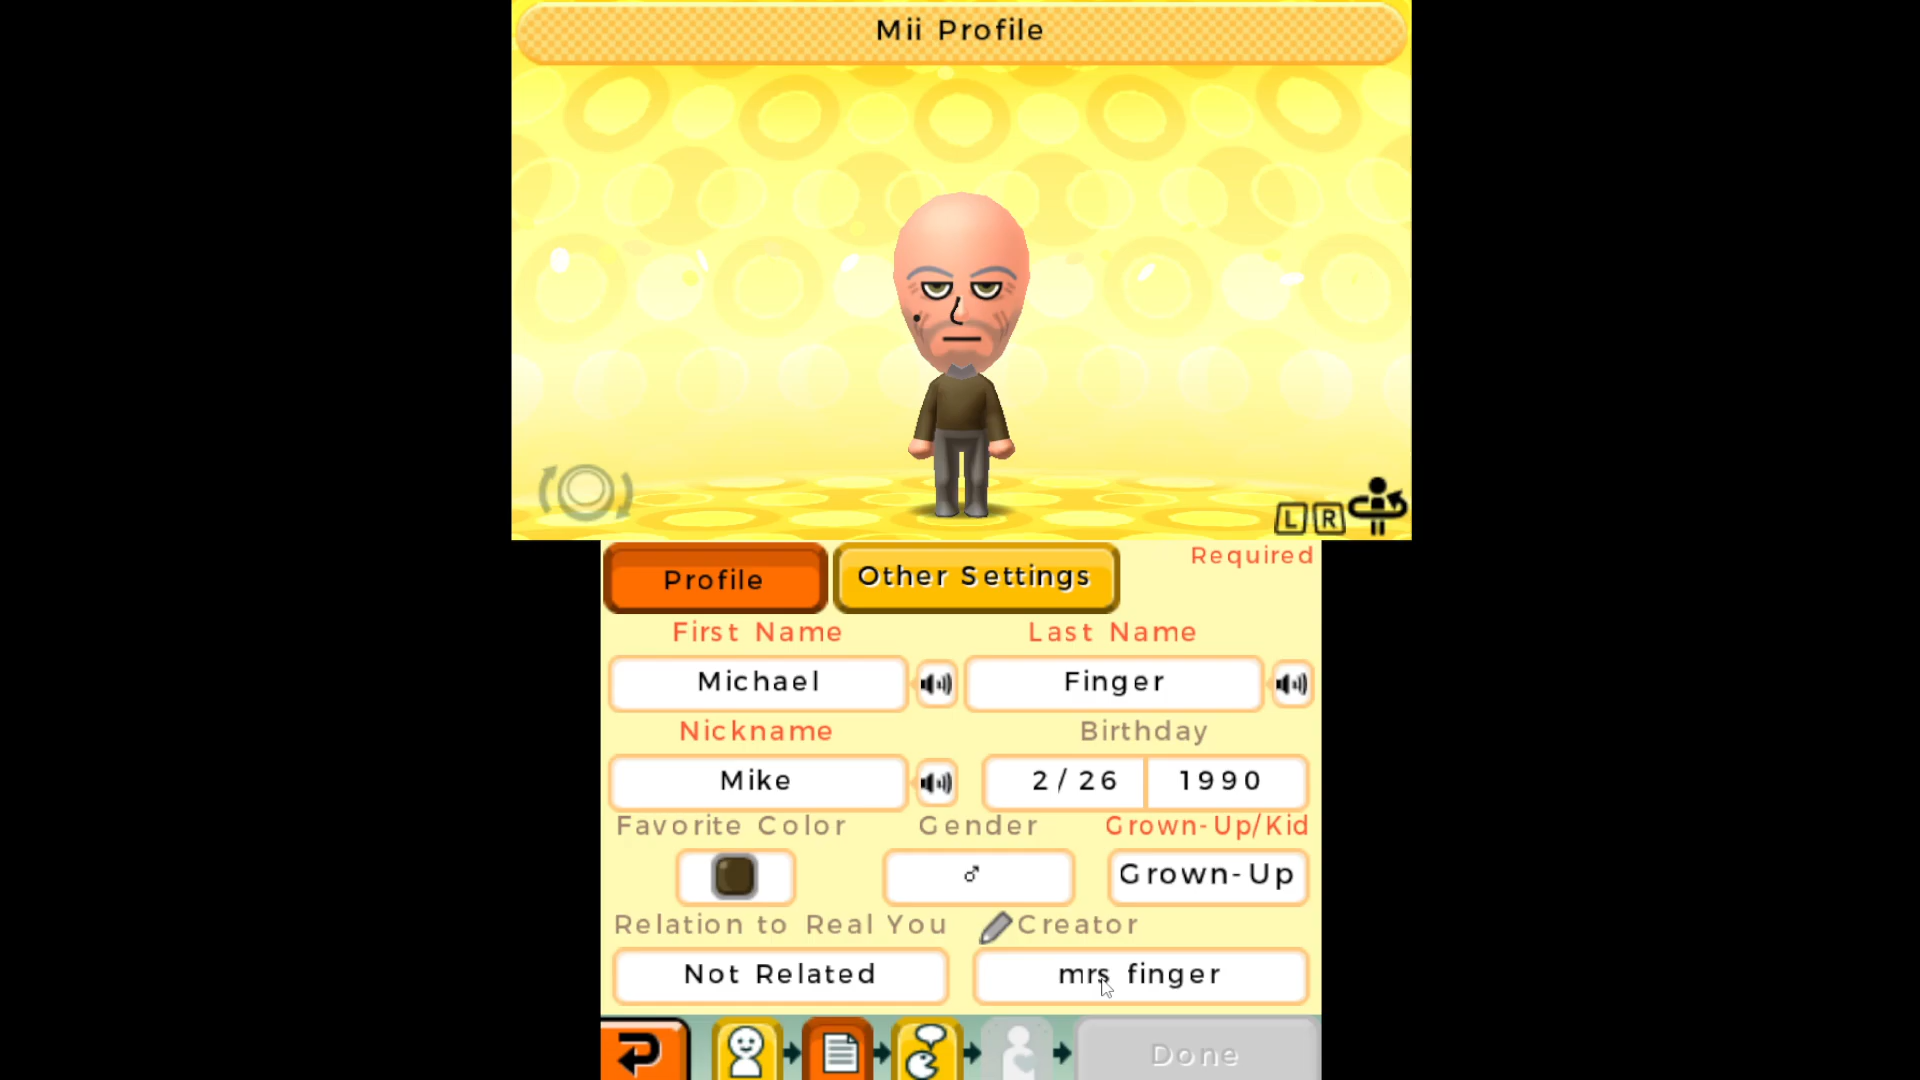 Mii Profile
L R
Profile
Other Settings
Required
First Name
Last Name
Michael
Finger
Nickname
Birthday
Mike
2/26
1990
Favorite Color
Gender
Grown-Up/Kid
♂
Grown-Up
Relation to Real You
Creator
Not Related
mrs finger
Done